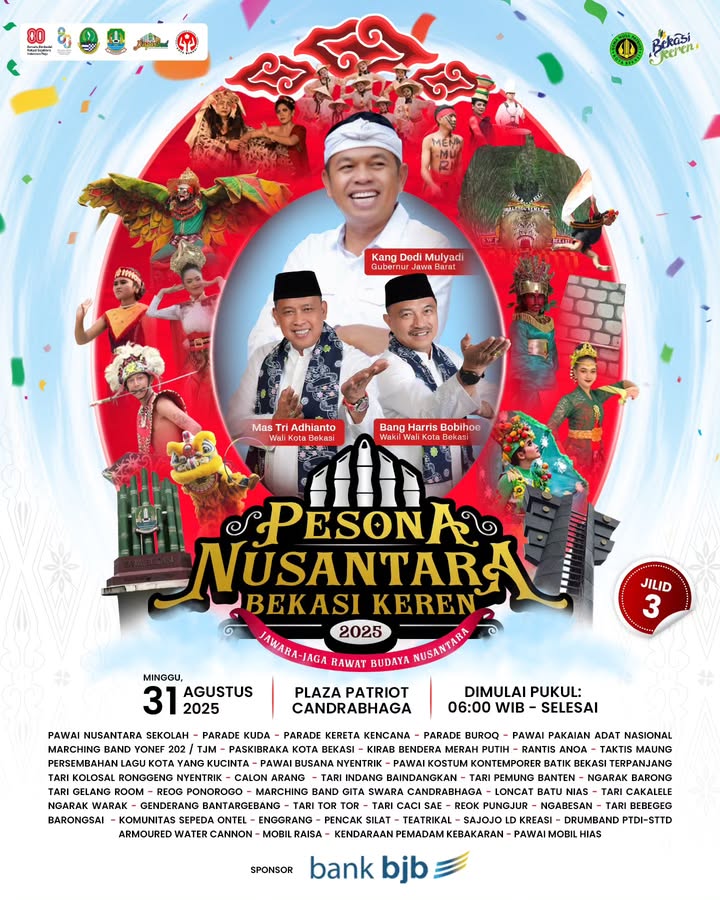 Bekasi
Keren
MENA
MU
RI
Kang Dedi Mulyadi
Gubernur Jawa Barat
Mas Tri Adhianto
Wali Kota Bekasi
Bang Harris Bobihoe
Wakil Wali Kota Bekasi
PESONA
NUSANTARA
BEKASI KEREN
2025
JAWARA-JAGA RAWAT BUDAYA NUSANTARA
JILID
3
MINGGU,
31 AGUSTUS
2025
PLAZA PATRIOT
CANDRABHAGA
DIMULAI PUKUL:
06:00 WIB - SELESAI
PAWAI NUSANTARA SEKOLAH - PARADE KUDA - PARADE KERETA KENCANA - PARADE BUROQ - PAWAI PAKAIAN ADAT NASIONAL
MARCHING BAND YONEF 202 / TJM - PASKIBRAKA KOTA BEKASI - KIRAB BENDERA MERAH PUTIH - RANTIS ANOA - TAKTIS MAUNG
PERSEMBAHAN LAGU KOTA YANG KUCINTA - PAWAI BUSANA NYENTRIK - PAWAI KOSTUM KONTEMPORER BATIK BEKASI TERPANJANG
TARI KOLOSAL RONGGENG NYENTRIK - CALON ARANG - TARI INDANG BAINDANGKAN - TARI PEMUNG BANTEN - NGARAK BARONG
TARI GELANG ROOM - REOG PONOROGO - MARCHING BAND GITA SWARA CANDRABHAGA - LONCAT BATU NIAS - TARI CAKALELE
NGARAK WARAK - GENDERANG BANTARGEBANG - TARI TOR TOR - TARI CACI SAE - REOK PUNGJUR - NGABESAN - TARI BEBEGEG
BARONGSAI - KOMUNITAS SEPEDA ONTEL - ENGGRANG - PENCAK SILAT - TEATRIKAL - SAJOJO LD KREASI - DRUMBAND PTDI-STTD
ARMOURED WATER CANNON - MOBIL RAISA - KENDARAAN PEMADAM KEBAKARAN - PAWAI MOBIL HIAS
SPONSOR
bank bjb